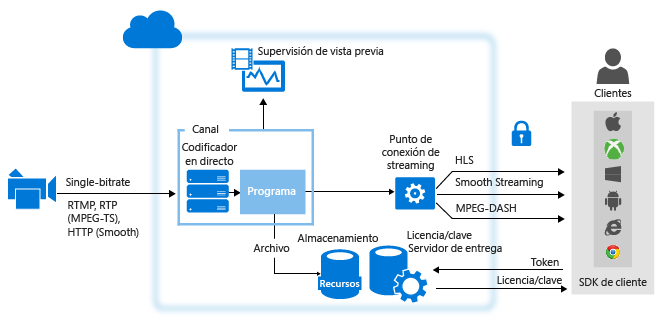 Supervisión de vista previa
Clientes
Canal
Codificador
en directo
Programa
Punto de
conexión de
streaming
HLS
Smooth Streaming
MPEG-DASH
Single-bitrate
RTMP, RTP
(MPEG-TS),
HTTP (Smooth)
Archivo
Almacenamiento
Recursos
Licencia/clave
Servidor de entrega
Token
Licencia/clave
SDK de cliente